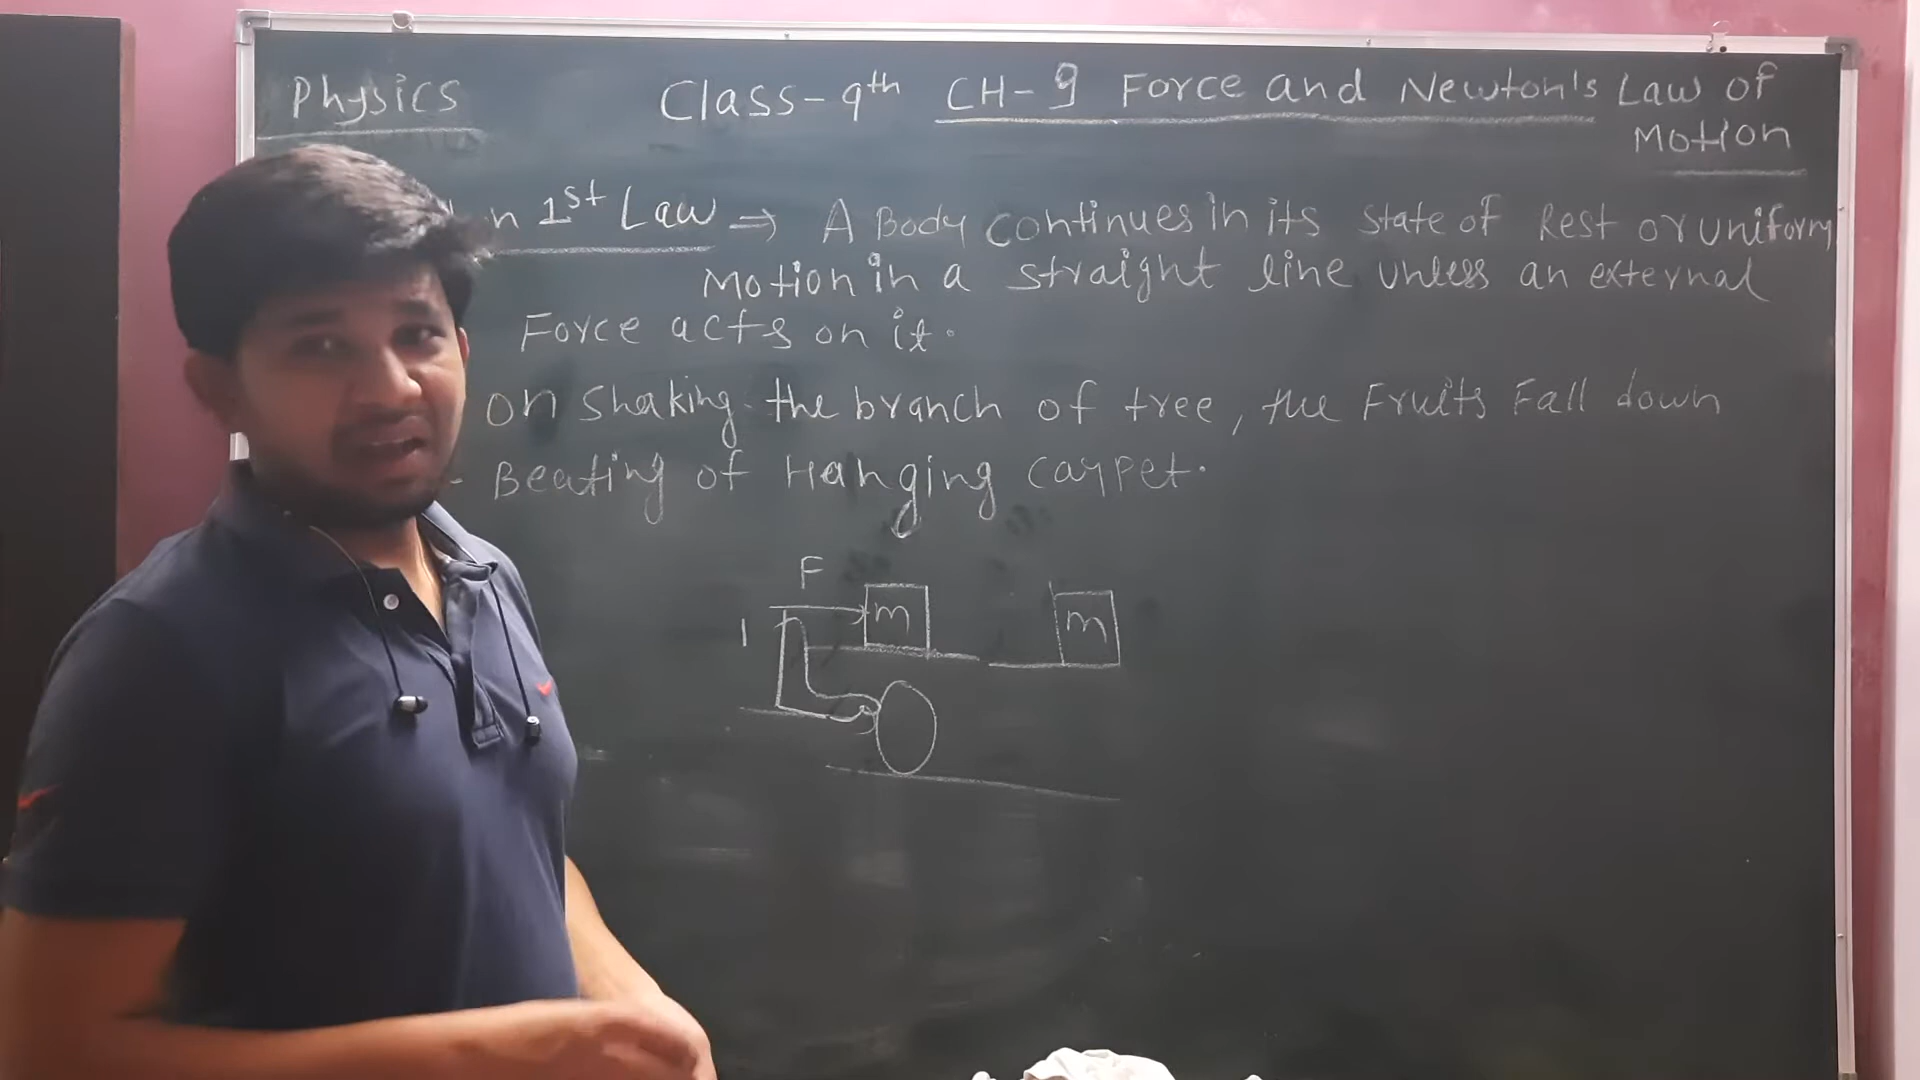 Physics Class-9th CH-9 Force and Newton's Law of
Motion
n 1st Law ⇒ A Body continues in its state of Rest or uniform
Motion in a straight line unless an external
Force acts on it.
on shaking the branch of tree, the Fruits Fall down
- Beating of Hanging carpet.
F
m m